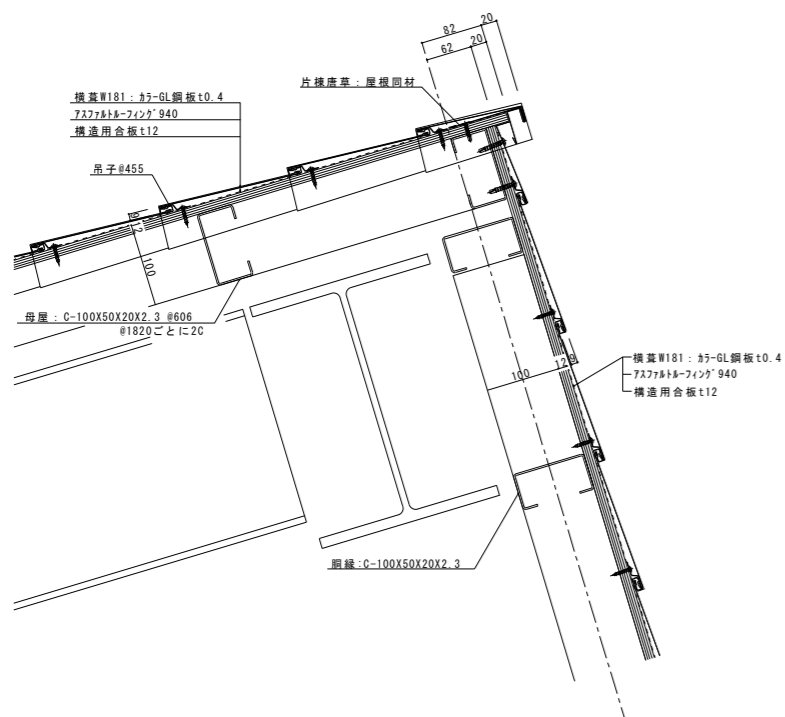 82
20
62
20
片棟唐草：屋根同材
横葺W181：ｶﾗｰGL鋼板t0.4
ｱｽﾌｧﾙﾄﾙｰﾌｨﾝｸﾞ940
構造用合板t12
吊子@455
9
12
100
母屋：C-100X50X20X2.3 @606
@1820ごとに2C
100
12
9
横葺W181：ｶﾗｰGL鋼板t0.4
ｱｽﾌｧﾙﾄﾙｰﾌｨﾝｸﾞ940
構造用合板t12
胴縁:C-100X50X20X2.3